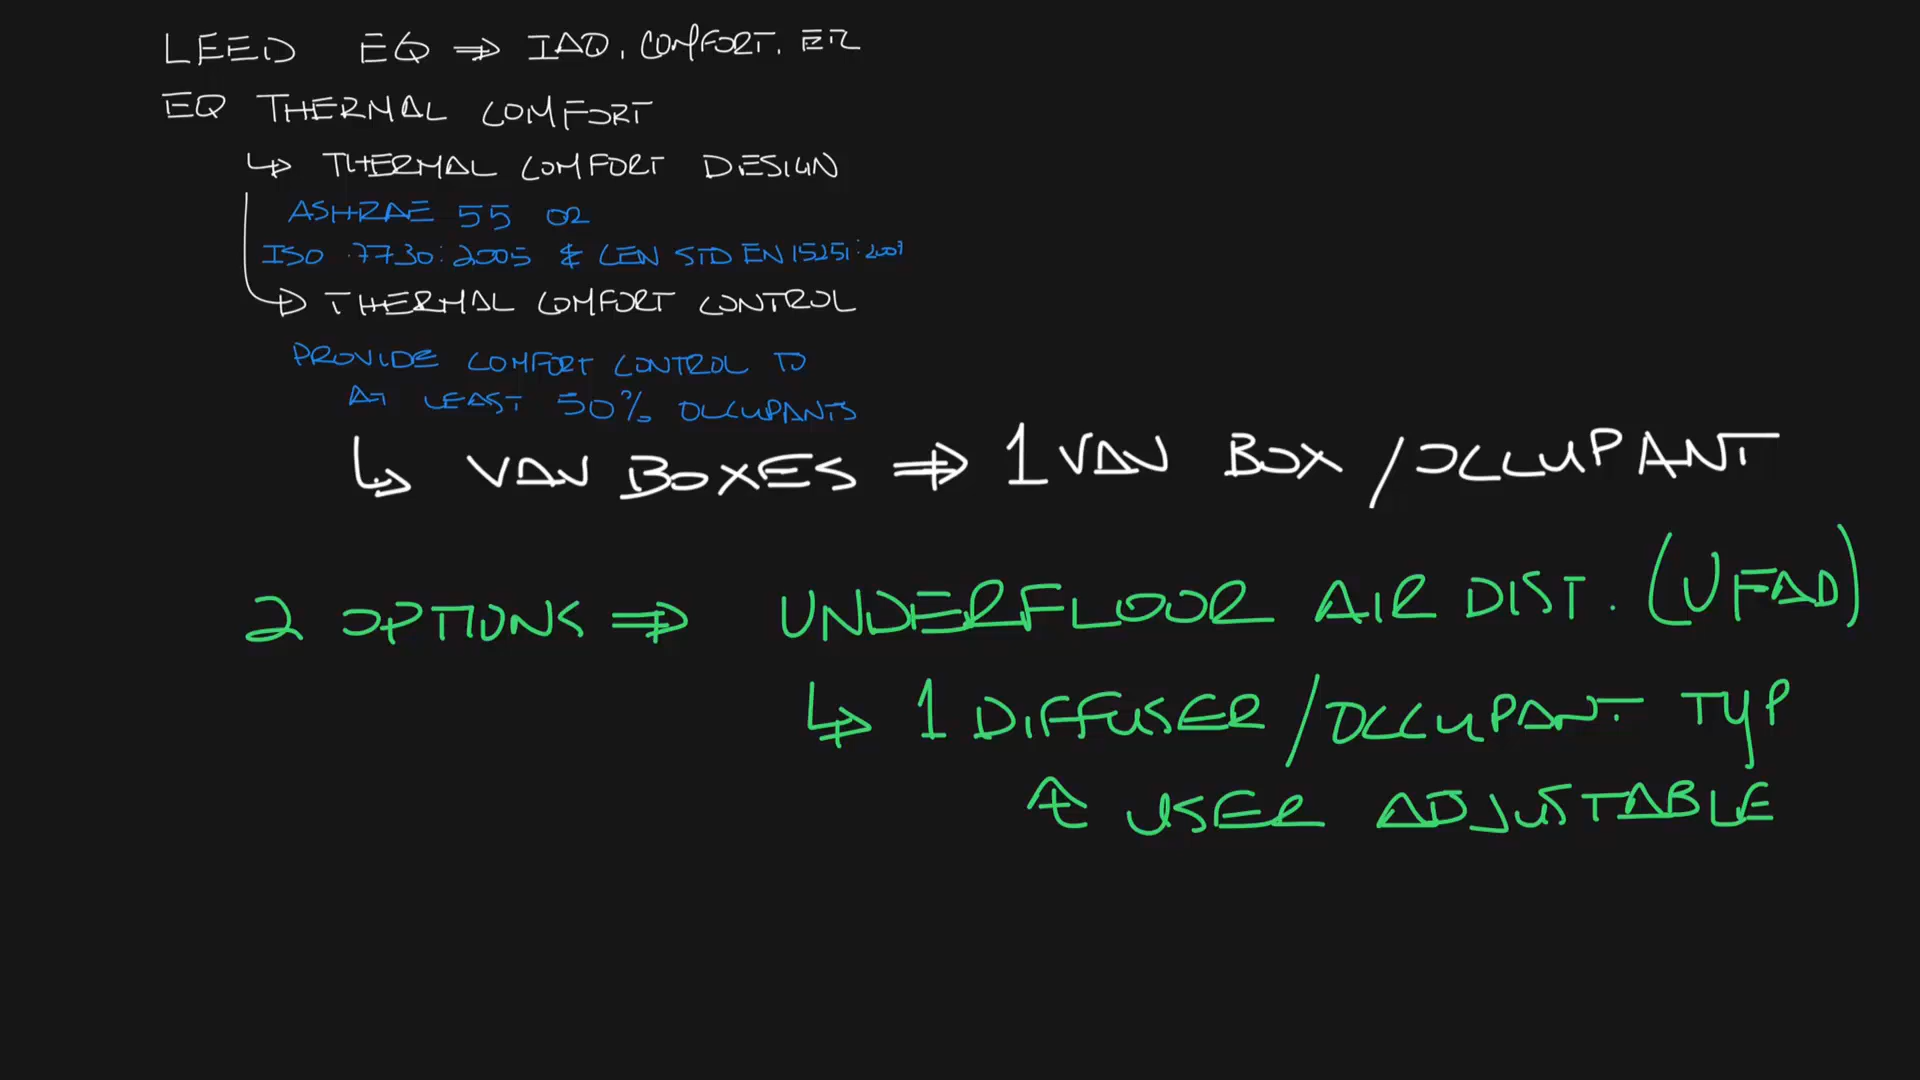 LEED EQ ⇒ IAQ, COMFORT, ETC
EQ THERMAL COMFORT
↳ THERMAL COMFORT DESIGN
ASHRAE 55 OR
ISO 7730:2005 & CEN STD EN 15251:2007
↳ THERMAL COMFORT CONTROL
PROVIDE COMFORT CONTROL TO
AT LEAST 50% OCCUPANTS
↳ VAV BOXES ⇒ 1 VAV BOX / OCCUPANT
2 OPTIONS ⇒ UNDERFLOOR AIR DIST. (UFAD)
↳ 1 DIFFUSER / OCCUPANT TYP
↑ USER ADJUSTABLE